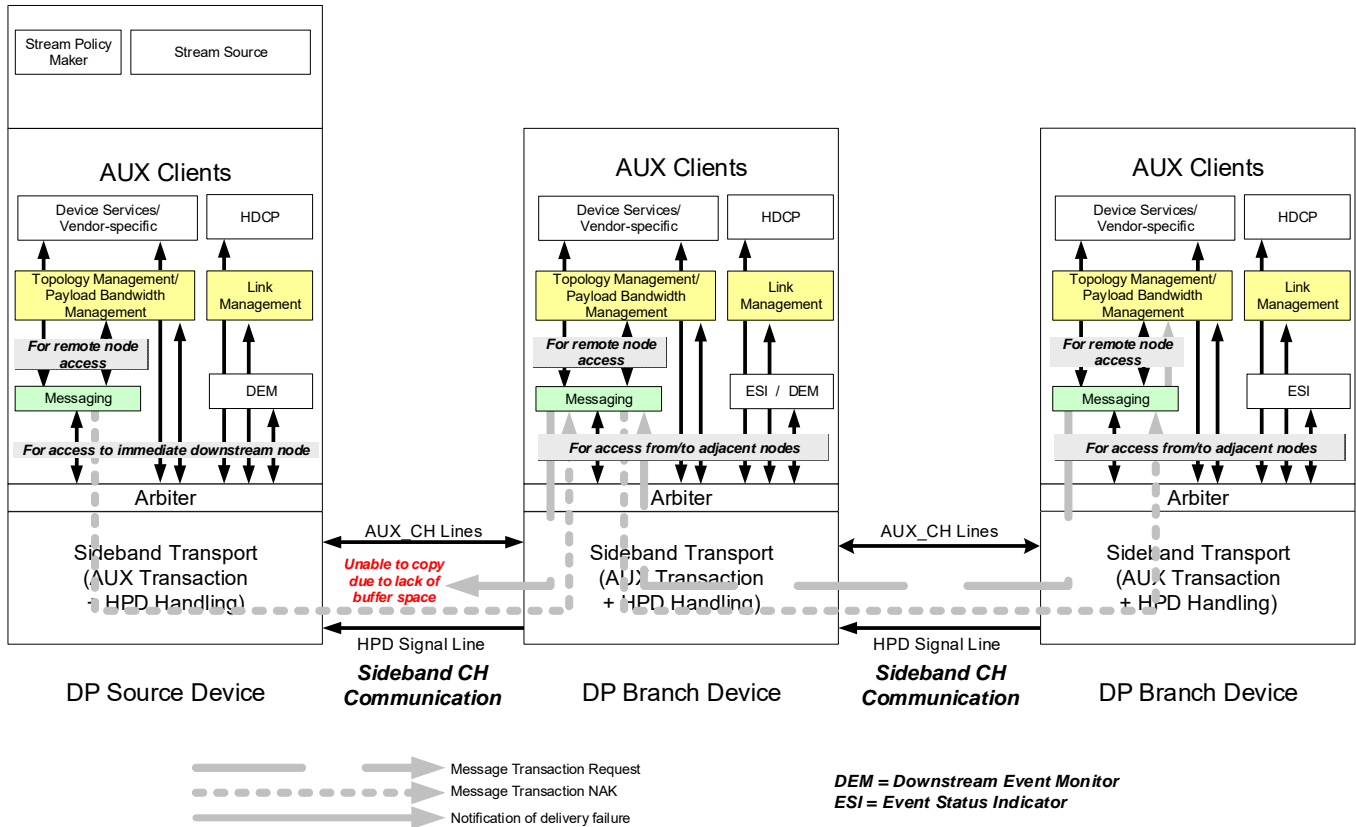 Stream Policy
Maker
Stream Source
AUX Clients
Device Services/
Vendor-specific
HDCP
Topology Management/
Payload Bandwidth
Management
Link
Management
For remote node
access
Messaging
DEM
For access to immediate downstream node
Arbiter
Sideband Transport
(AUX Transaction
+ HPD Handling)
DP Source Device
AUX_CH Lines
Unable to copy
due to lack of
buffer space
HPD Signal Line
Sideband CH
Communication
AUX Clients
Device Services/
Vendor-specific
HDCP
Topology Management/
Payload Bandwidth
Management
Link
Management
For remote node
access
Messaging
ESI / DEM
For access from/to adjacent nodes
Arbiter
Sideband Transport
(AUX Transaction
+ HPD Handling)
DP Branch Device
AUX_CH Lines
HPD Signal Line
Sideband CH
Communication
AUX Clients
Device Services/
Vendor-specific
HDCP
Topology Management/
Payload Bandwidth
Management
Link
Management
For remote node
access
Messaging
ESI
For access from/to adjacent nodes
Arbiter
Sideband Transport
(AUX Transaction
+ HPD Handling)
DP Branch Device
Message Transaction Request
Message Transaction NAK
Notification of delivery failure
DEM = Downstream Event Monitor
ESI = Event Status Indicator